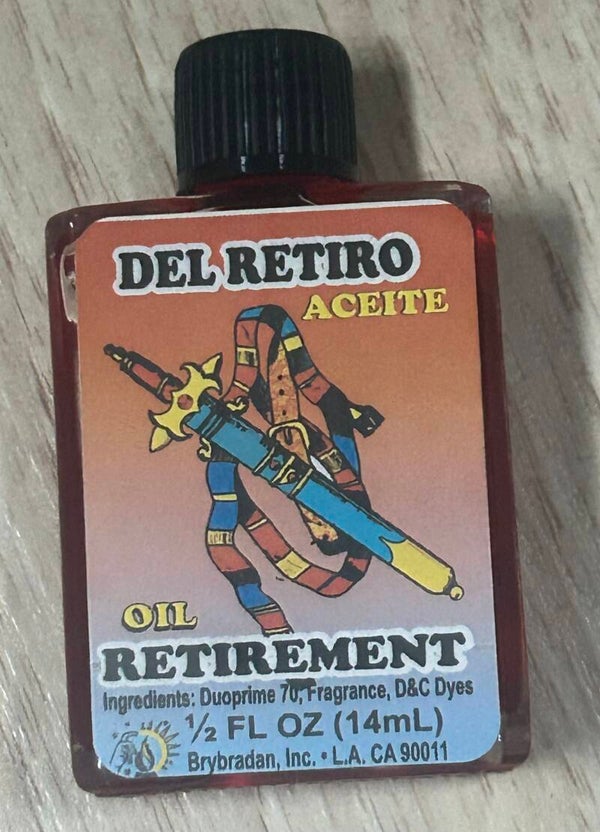 DEL RETIRO
ACEITE
OIL
RETIREMENT
Ingredients: Duoprime 70, Fragrance, D&C Dyes
½ FL OZ (14mL)
Brybradan, Inc. • L.A. CA 90011